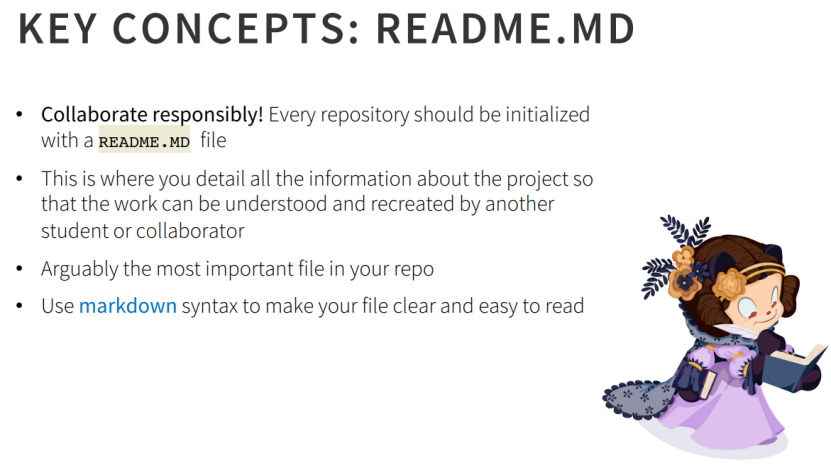 KEY CONCEPTS: README.MD
• Collaborate responsibly! Every repository should be initialized
with a README.MD file
• This is where you detail all the information about the project so
that the work can be understood and recreated by another
student or collaborator
• Arguably the most important file in your repo
• Use markdown syntax to make your file clear and easy to read